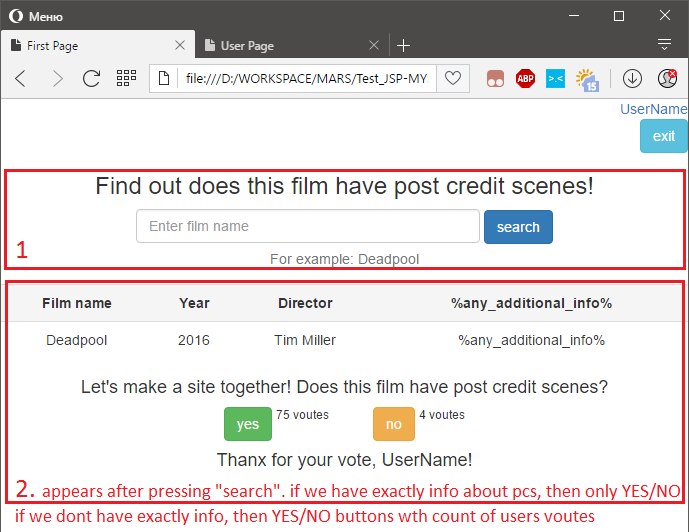 Меню
First Page
User Page
file:///D:/WORKSPACE/MARS/Test_JSP-MY
ABP
>.<
15
UserName
exit
Find out does this film have post credit scenes!
Enter film name
search
1
For example: Deadpool
Film name Year Director %any_additional_info%
Deadpool 2016 Tim Miller %any_additional_info%
Let's make a site together! Does this film have post credit scenes?
yes 75 voutes no 4 voutes
Thanx for your vote, UserName!
2. appears after pressing "search". if we have exactly info about pcs, then only YES/NO
if we dont have exactly info, then YES/NO buttons wth count of users voutes